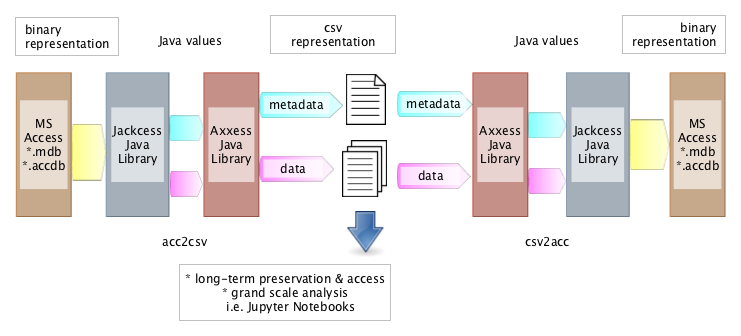 binary
representation
Java values
csv
representation
Java values
binary
representation
MS
Access
*.mdb
*.accdb
Jackcess
Java
Library
Axxess
Java
Library
metadata
data
metadata
data
Axxess
Java
Library
Jackcess
Java
Library
MS
Access
*.mdb
*.accdb
acc2csv
csv2acc
* long-term preservation & access
* grand scale analysis
i.e. Jupyter Notebooks